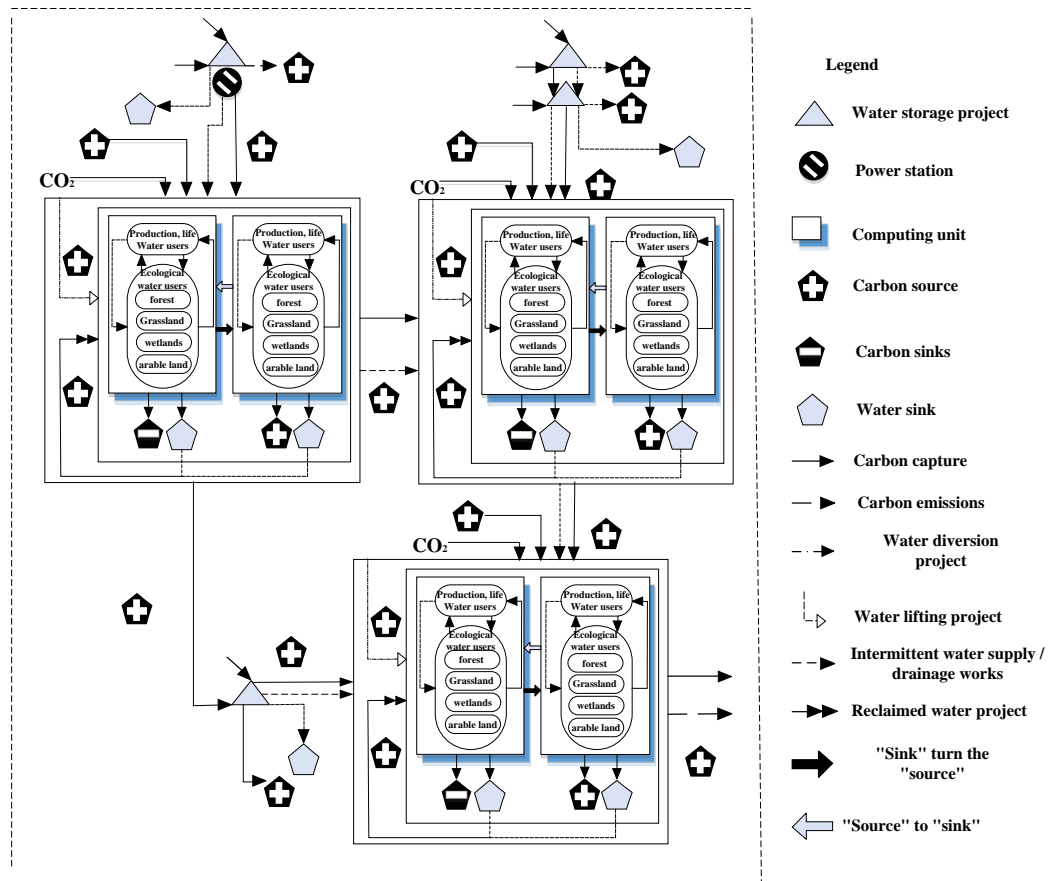 CO₂
Production, life
Water users
Ecological
water users
forest
Grassland
wetlands
arable land
Production, life
Water users
Ecological
water users
forest
Grassland
wetlands
arable land
CO₂
Production, life
Water users
Ecological
water users
forest
Grassland
wetlands
arable land
Production, life
Water users
Ecological
water users
forest
Grassland
wetlands
arable land
CO₂
Production, life
Water users
Ecological
water users
forest
Grassland
wetlands
arable land
Production, life
Water users
Ecological
water users
forest
Grassland
wetlands
arable land
Legend
Water storage project
Power station
Computing unit
Carbon source
Carbon sinks
Water sink
Carbon capture
Carbon emissions
Water diversion
project
Water lifting project
Intermittent water supply /
drainage works
Reclaimed water project
"Sink" turn the
"source"
"Source" to "sink"